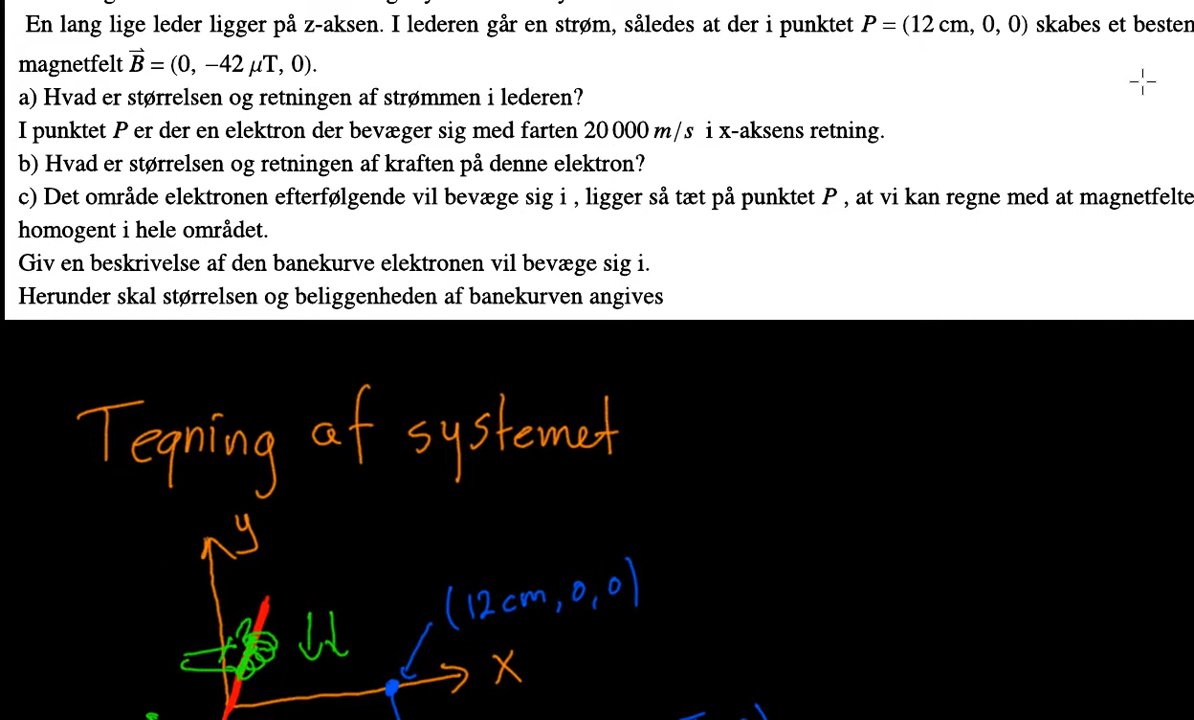 En lang lige leder ligger på z-aksen. I lederen går en strøm, således at der i punktet P = (12 cm, 0, 0) skabes et besten
magnetfelt B⃗ = (0, −42 μT, 0).
a) Hvad er størrelsen og retningen af strømmen i lederen?
I punktet P er der en elektron der bevæger sig med farten 20 000 m/s i x-aksens retning.
b) Hvad er størrelsen og retningen af kraften på denne elektron?
c) Det område elektronen efterfølgende vil bevæge sig i , ligger så tæt på punktet P , at vi kan regne med at magnetfelte
homogent i hele området.
Giv en beskrivelse af den banekurve elektronen vil bevæge sig i.
Herunder skal størrelsen og beliggenheden af banekurven angives
Tegning af systemet
y
(12 cm, 0, 0)
X